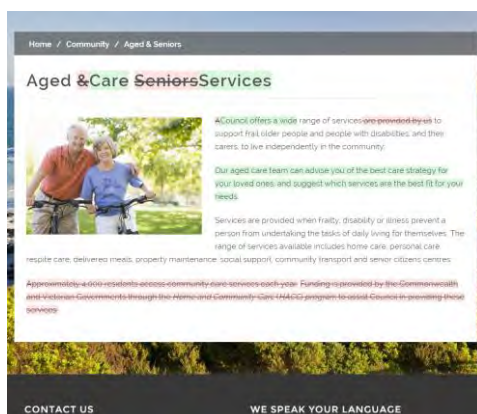 Home / Community / Aged & Seniors
Aged &Care SeniorsServices
ACouncil offers a wide range of services are provided by us to
support frail older people and people with disabilities, and their
carers, to live independently in the community.
Our aged care team can advise you of the best care strategy for
your loved ones, and suggest which services are the best fit for your
needs.
Services are provided when frailty, disability or illness prevent a
person from undertaking the tasks of daily living for themselves. The
range of services available includes home care, personal care,
respite care, delivered meals, property maintenance, social support, community transport and senior citizens centres.
Approximately 4,000 residents access community care services each year. Funding is provided by the Commonwealth
and Victorian Governments through the Home and Community Care (HACC) program to assist Council in providing these
services.
CONTACT US
WE SPEAK YOUR LANGUAGE